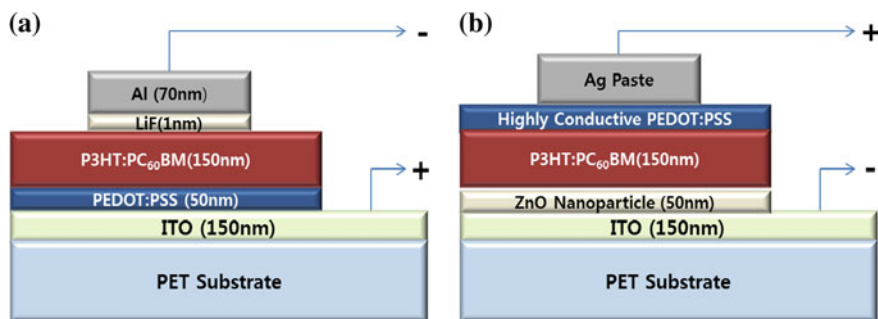 (a)
-
Al (70nm)
LiF(1nm)
P3HT:PC₆₀BM(150nm)
+
PEDOT:PSS (50nm)
ITO (150nm)
PET Substrate
(b)
+
Ag Paste
Highly Conductive PEDOT:PSS
P3HT:PC₆₀BM(150nm)
-
ZnO Nanoparticle (50nm)
ITO (150nm)
PET Substrate